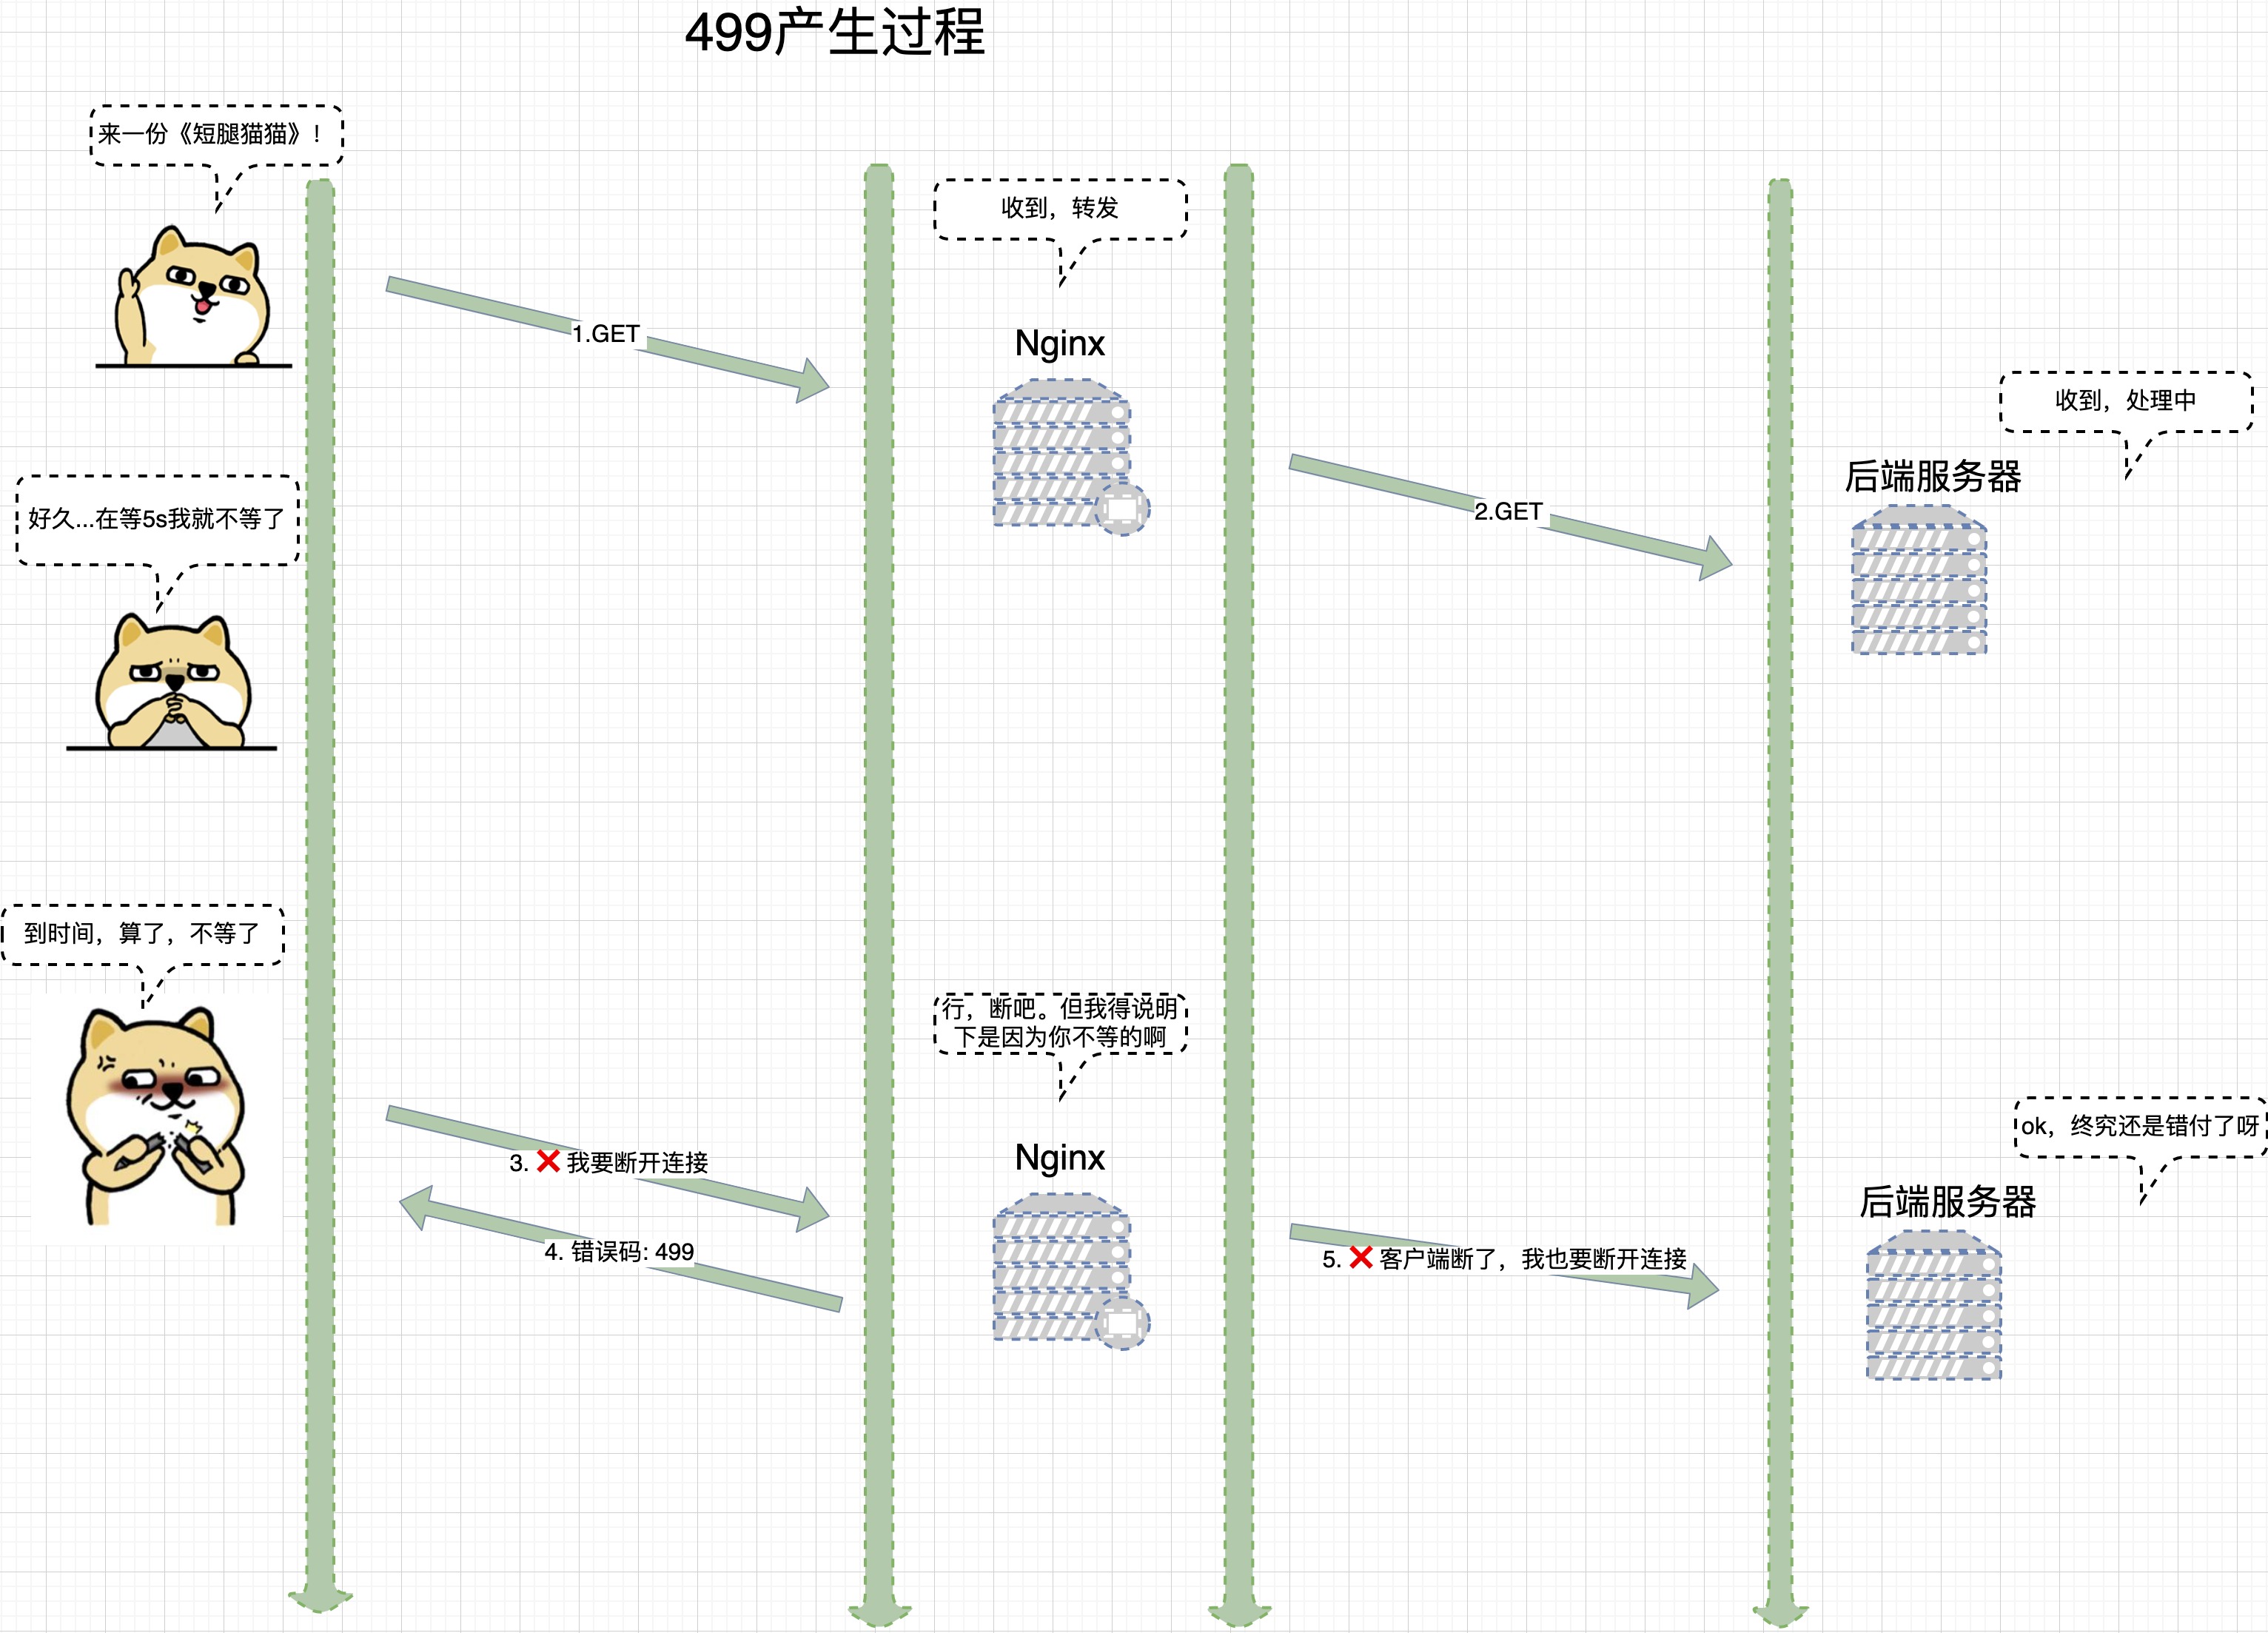 499产生过程
来一份《短腿猫猫》！
收到，转发
1.GET
Nginx
收到，处理中
后端服务器
好久...在等5s我就不等了
2.GET
到时间，算了，不等了
行，断吧。但我得说明
下是因为你不等的啊
3. ❌ 我要断开连接
Nginx
ok，终究还是错付了呀
后端服务器
4. 错误码: 499
5. ❌ 客户端断了，我也要断开连接